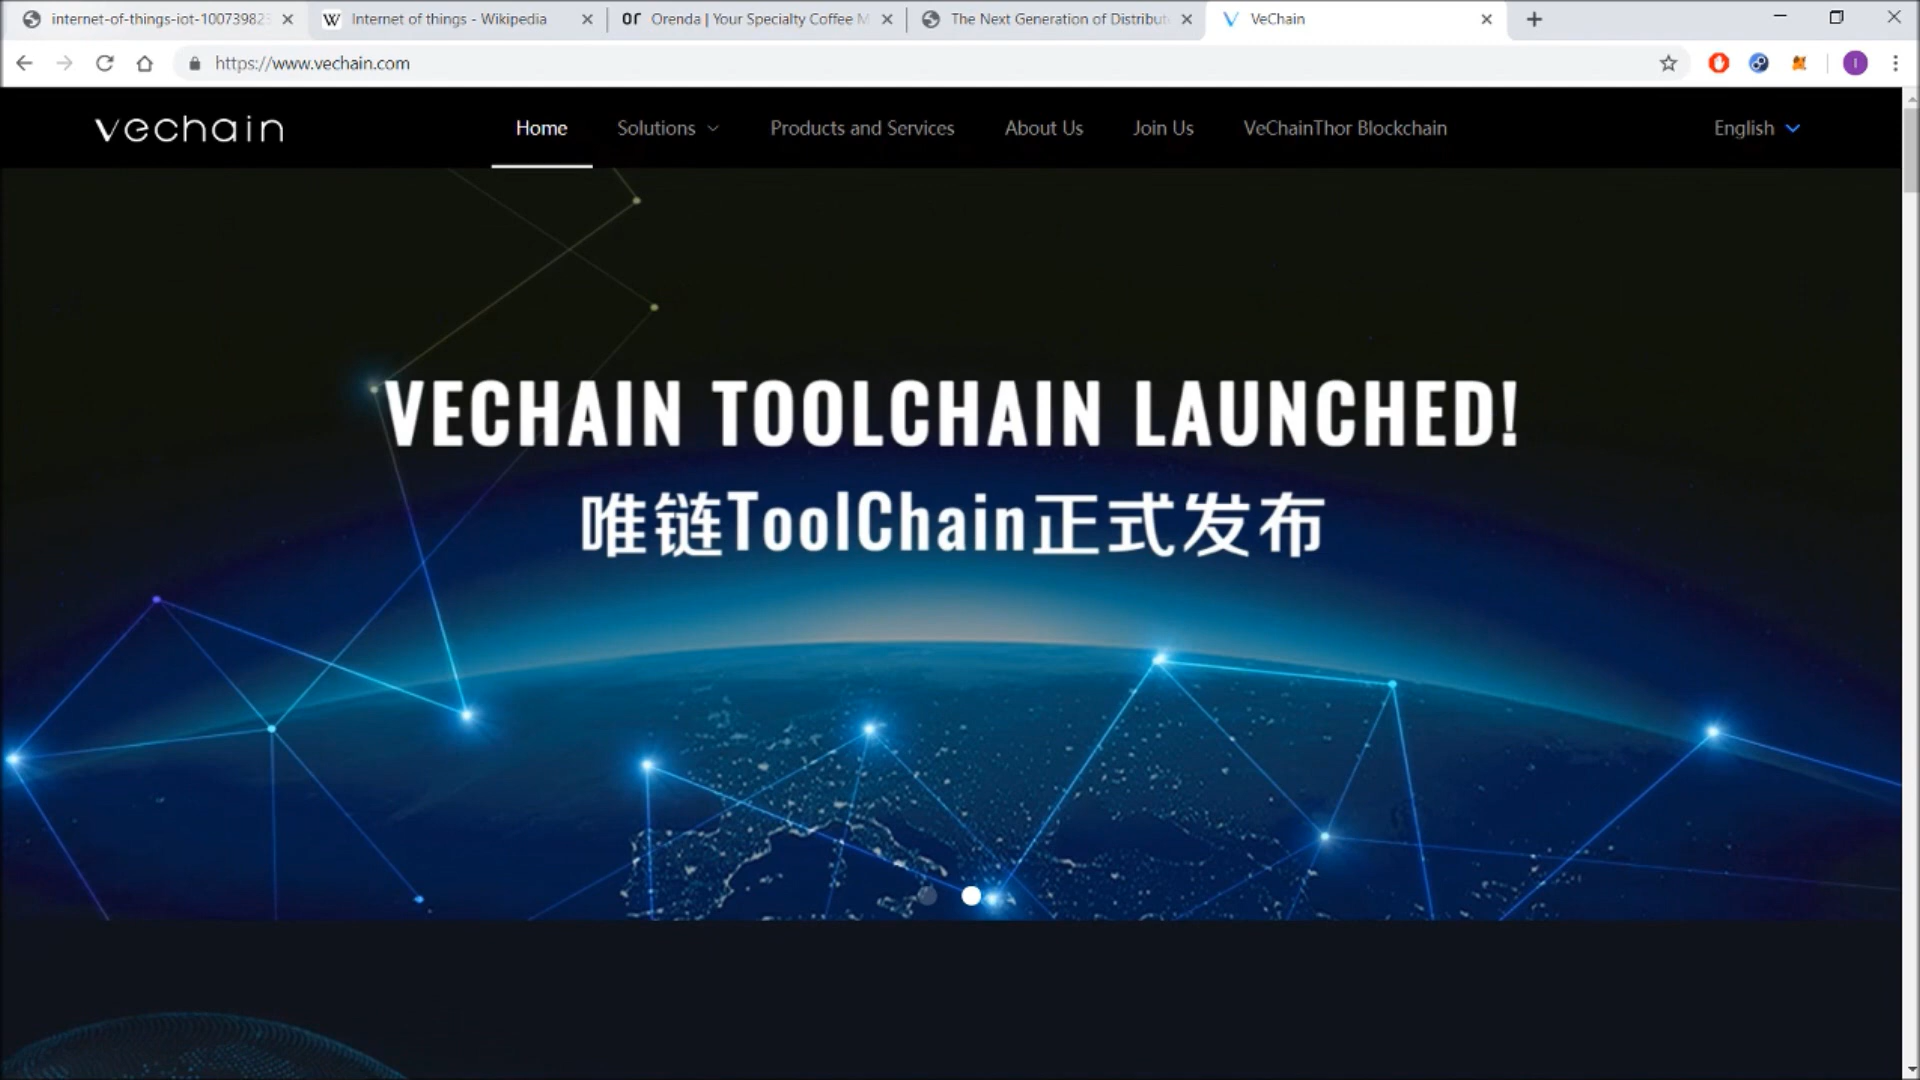 internet-of-things-iot-100739823
Internet of things - Wikipedia
or Orenda | Your Specialty Coffee M
The Next Generation of Distribut
VeChain
https://www.vechain.com
vechain
Home
Solutions
Products and Services
About Us
Join Us
VeChainThor Blockchain
English
VECHAIN TOOLCHAIN LAUNCHED!
唯链ToolChain正式发布